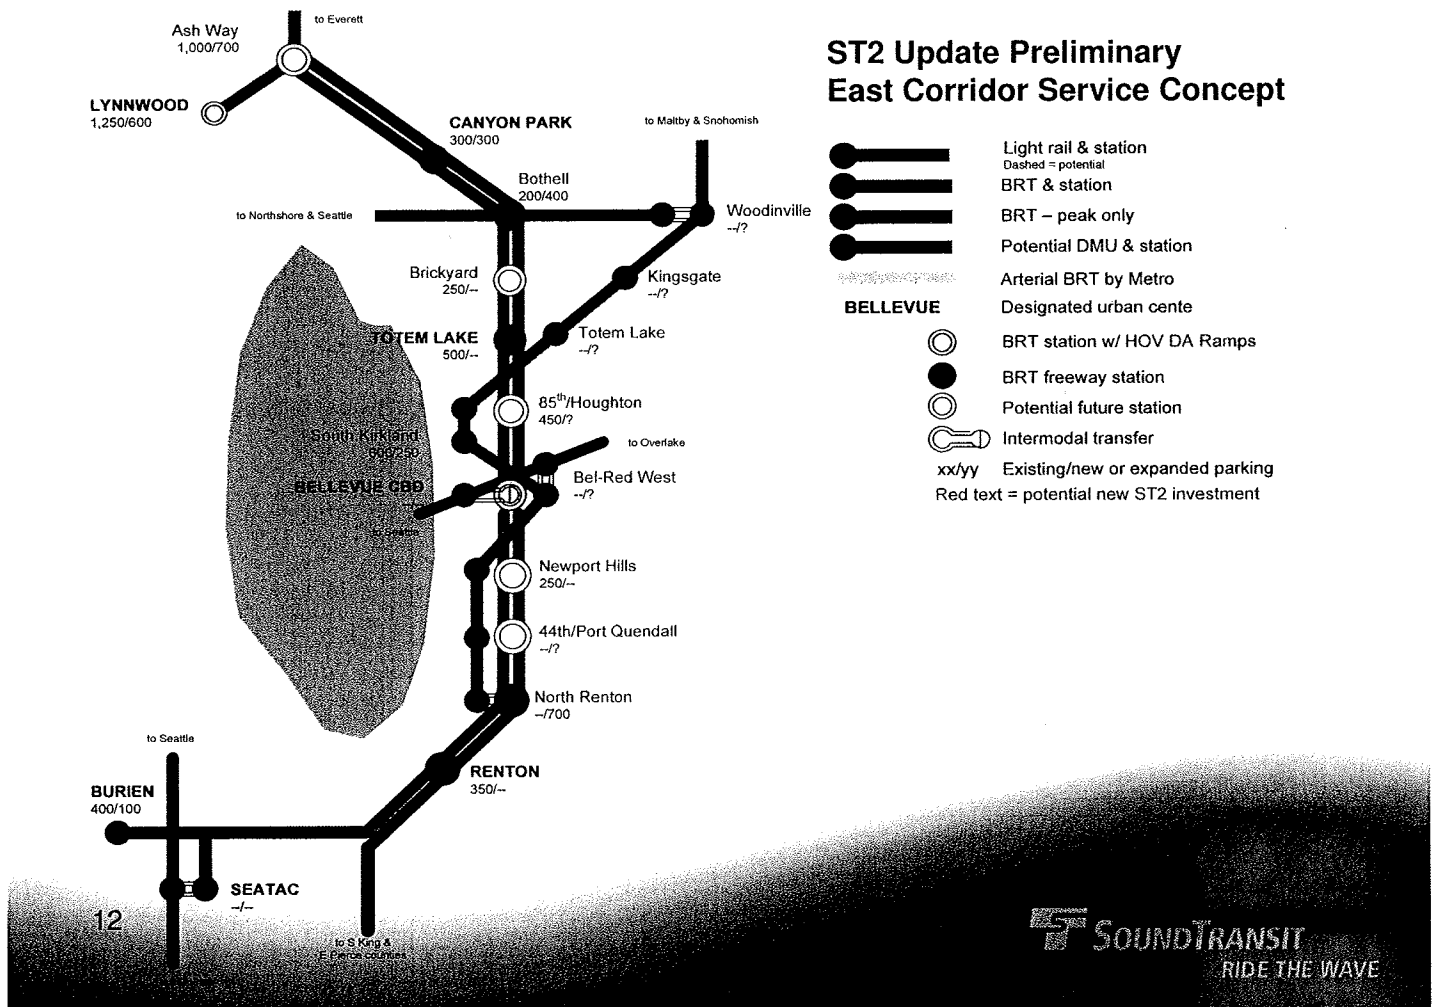 ST2 Update Preliminary
East Corridor Service Concept
to Everett
Ash Way
1,000/700
LYNNWOOD
1,250/600
CANYON PARK
300/300
to Maltby & Snohomish
Bothell
200/400
to Northshore & Seattle
Woodinville
--/?
Brickyard
250/--
Kingsgate
--/?
TOTEM LAKE
500/--
Totem Lake
--/?
85th/Houghton
450/?
South Kirkland
600/250
to Overlake
Bel-Red West
--/?
BELLEVUE CBD
to Seattle
Newport Hills
250/--
44th/Port Quendall
--/?
North Renton
--/700
to Seattle
RENTON
350/--
BURIEN
400/100
SEATAC
--/--
to S King &
E Pierce counties
Light rail & station
Dashed = potential
BRT & station
BRT – peak only
Potential DMU & station
Arterial BRT by Metro
BELLEVUE Designated urban cente
BRT station w/ HOV DA Ramps
BRT freeway station
Potential future station
Intermodal transfer
xx/yy Existing/new or expanded parking
Red text = potential new ST2 investment
12
ST SOUNDTRANSIT
RIDE THE WAVE